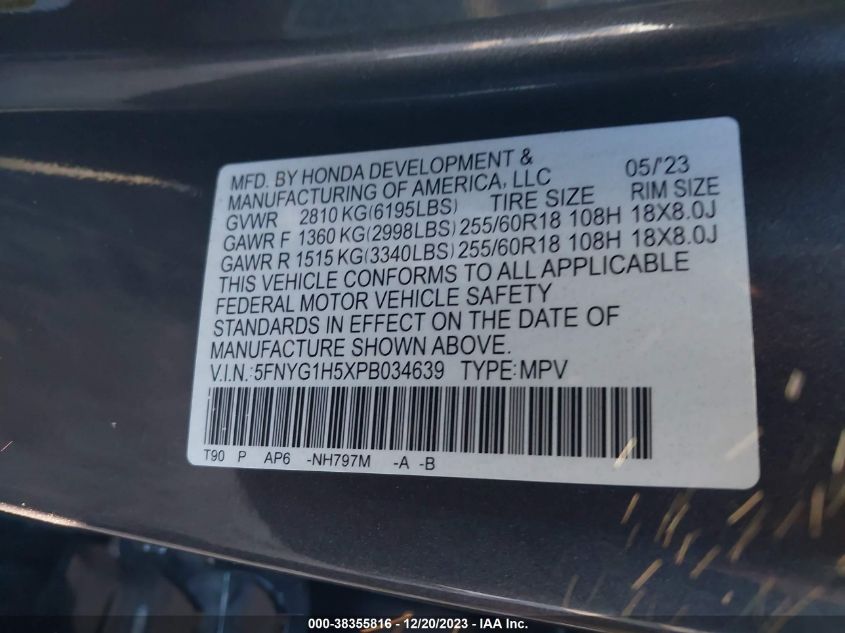 MFD. BY HONDA DEVELOPMENT & 05/'23
MANUFACTURING OF AMERICA, LLC
GVWR 2810 KG(6195LBS) TIRE SIZE RIM SIZE
GAWR F 1360 KG(2998LBS) 255/60R18 108H 18X8.0J
GAWR R 1515 KG(3340LBS) 255/60R18 108H 18X8.0J
THIS VEHICLE CONFORMS TO ALL APPLICABLE
FEDERAL MOTOR VEHICLE SAFETY
STANDARDS IN EFFECT ON THE DATE OF
MANUFACTURE SHOWN ABOVE.
V.I.N.:5FNYG1H5XPB034639 TYPE:MPV
T90 P AP6 -NH797M -A -B
000-38355816 - 12/20/2023 - IAAI Inc.